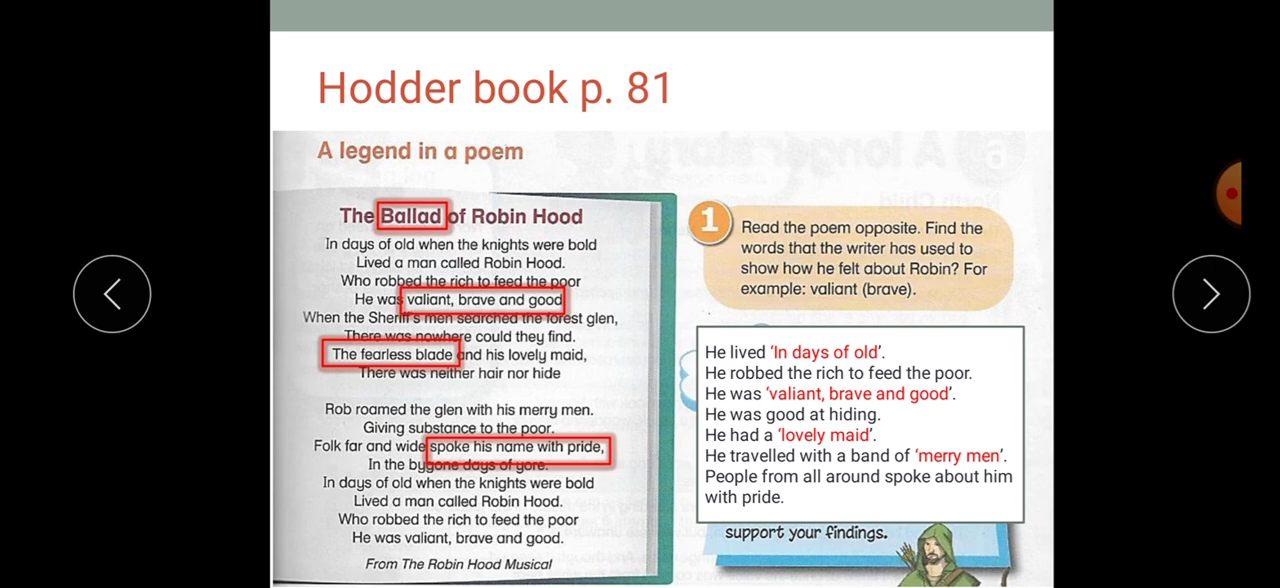 Hodder book p. 81
A legend in a poem
The Ballad of Robin Hood
In days of old when the knights were bold
Lived a man called Robin Hood.
Who robbed the rich to feed the poor
He was valiant, brave and good
When the Sheriff's men searched the forest glen,
There was nowhere could they find.
The fearless blade and his lovely maid,
There was neither hair nor hide
Rob roamed the glen with his merry men.
Giving substance to the poor.
Folk far and wide spoke his name with pride,
In the bygone days of yore.
In days of old when the knights were bold
Lived a man called Robin Hood.
Who robbed the rich to feed the poor
He was valiant, brave and good.
From The Robin Hood Musical
1
Read the poem opposite. Find the
words that the writer has used to
show how he felt about Robin? For
example: valiant (brave).
He lived ‘In days of old’.
He robbed the rich to feed the poor.
He was ‘valiant, brave and good’.
He was good at hiding.
He had a ‘lovely maid’.
He travelled with a band of ‘merry men’.
People from all around spoke about him
with pride.
support your findings.